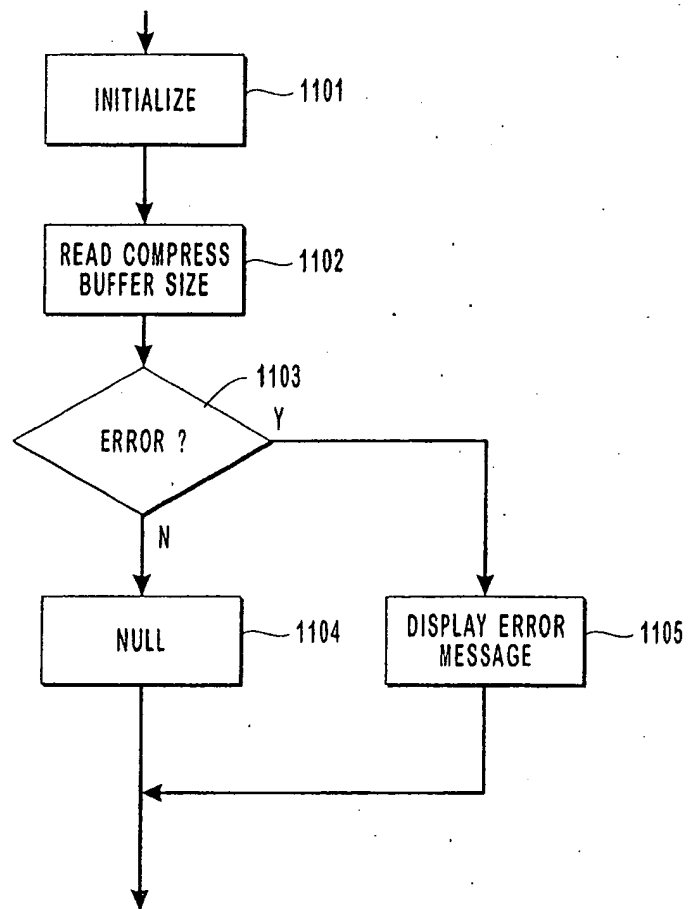 INITIALIZE
1101
READ COMPRESS
BUFFER SIZE
1102
1103
ERROR ?
Y
N
NULL
1104
DISPLAY ERROR
MESSAGE
1105